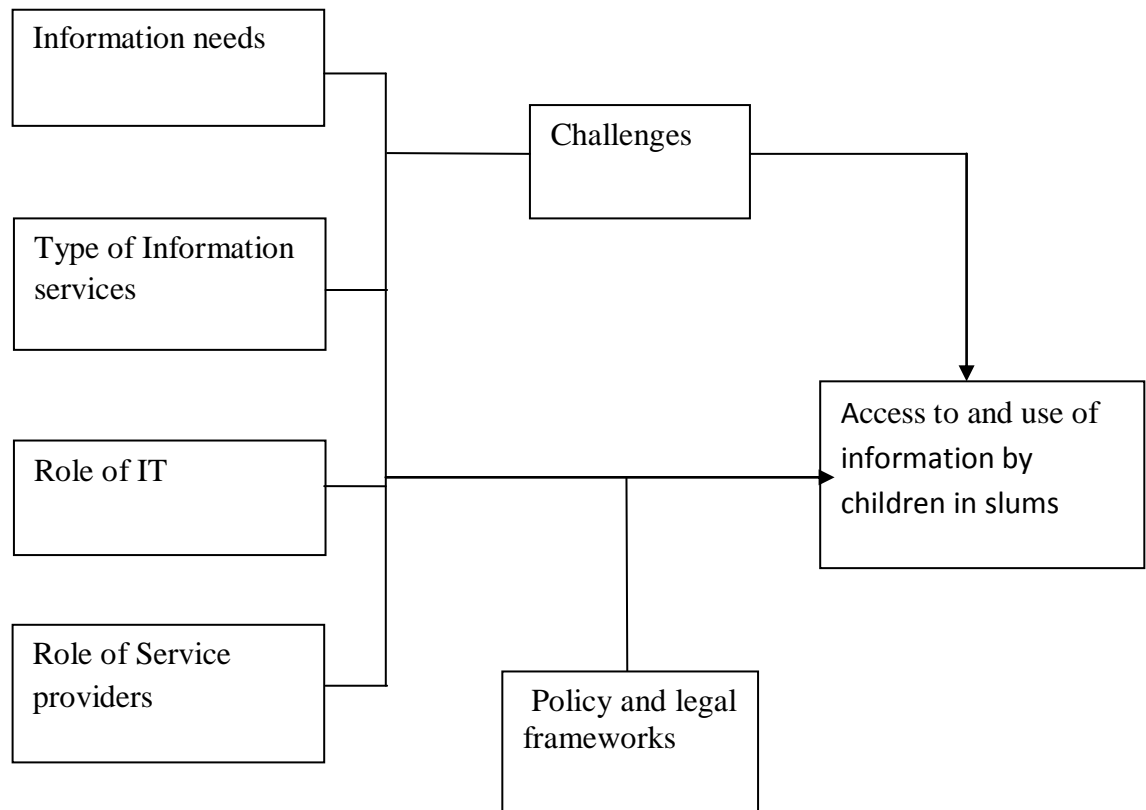 Information needs
Challenges
Type of Information
services
Role of IT
Access to and use of
information by
children in slums
Role of Service
providers
Policy and legal
frameworks